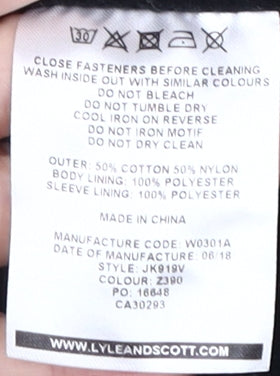 CLOSE FASTENERS BEFORE CLEANING
WASH INSIDE OUT WITH SIMILAR COLOURS
DO NOT BLEACH
DO NOT TUMBLE DRY
COOL IRON ON REVERSE
DO NOT IRON MOTIF
DO NOT DRY CLEAN
OUTER: 50% COTTON 50% NYLON
BODY LINING: 100% POLYESTER
SLEEVE LINING: 100% POLYESTER
MADE IN CHINA
MANUFACTURE CODE: W0301A
DATE OF MANUFACTURE: 06/18
STYLE: JK919V
COLOUR: Z390
PO: 16648
CA30293
WWW.LYLEANDSCOTT.COM